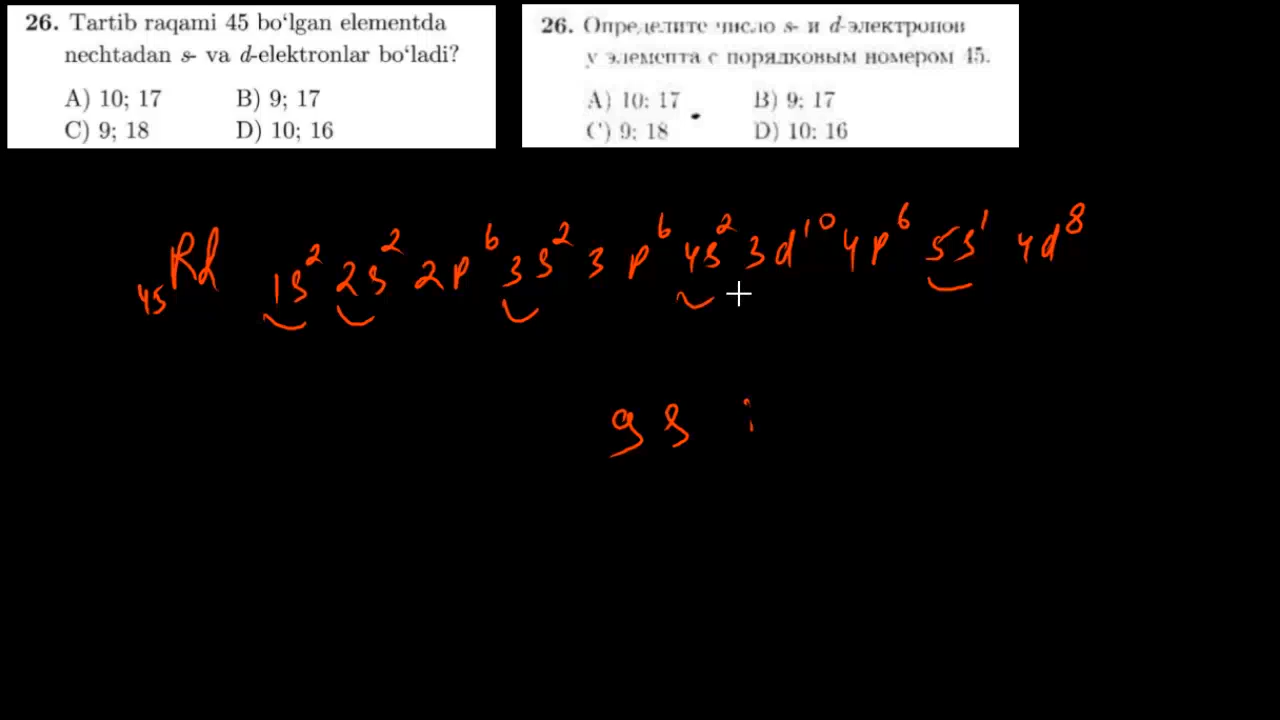 26. Tartib raqami 45 bo‘lgan elementda
nechtadan s- va d-elektronlar bo‘ladi?
A) 10; 17 B) 9; 17
C) 9; 18 D) 10; 16
26. Определите число s- и d-электронов
у элемента с порядковым номером 45.
A) 10; 17 B) 9; 17
C) 9; 18 D) 10; 16
₄₅Rd 1s² 2s² 2p⁶ 3s² 3p⁶ 4s² 3d¹⁰ 4p⁶ 5s¹ 4d⁸
9 s